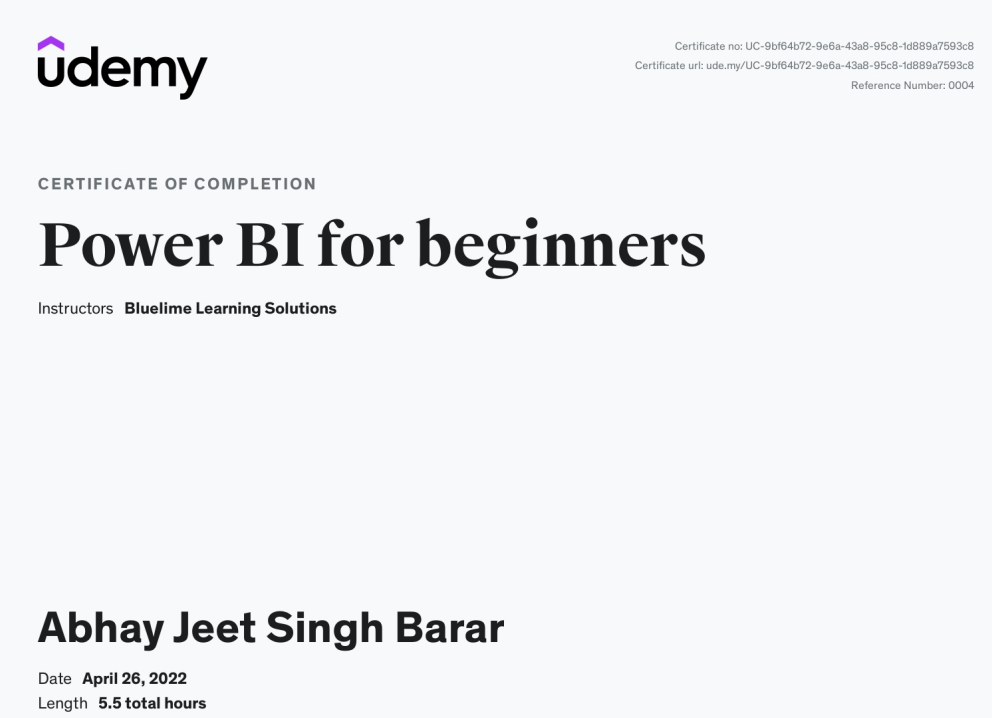 udemy
Certificate no: UC-9bf64b72-9e6a-43a8-95c8-1d889a7593c8
Certificate url: ude.my/UC-9bf64b72-9e6a-43a8-95c8-1d889a7593c8
Reference Number: 0004
CERTIFICATE OF COMPLETION
Power BI for beginners
Instructors Bluelime Learning Solutions
Abhay Jeet Singh Barar
Date April 26, 2022
Length 5.5 total hours